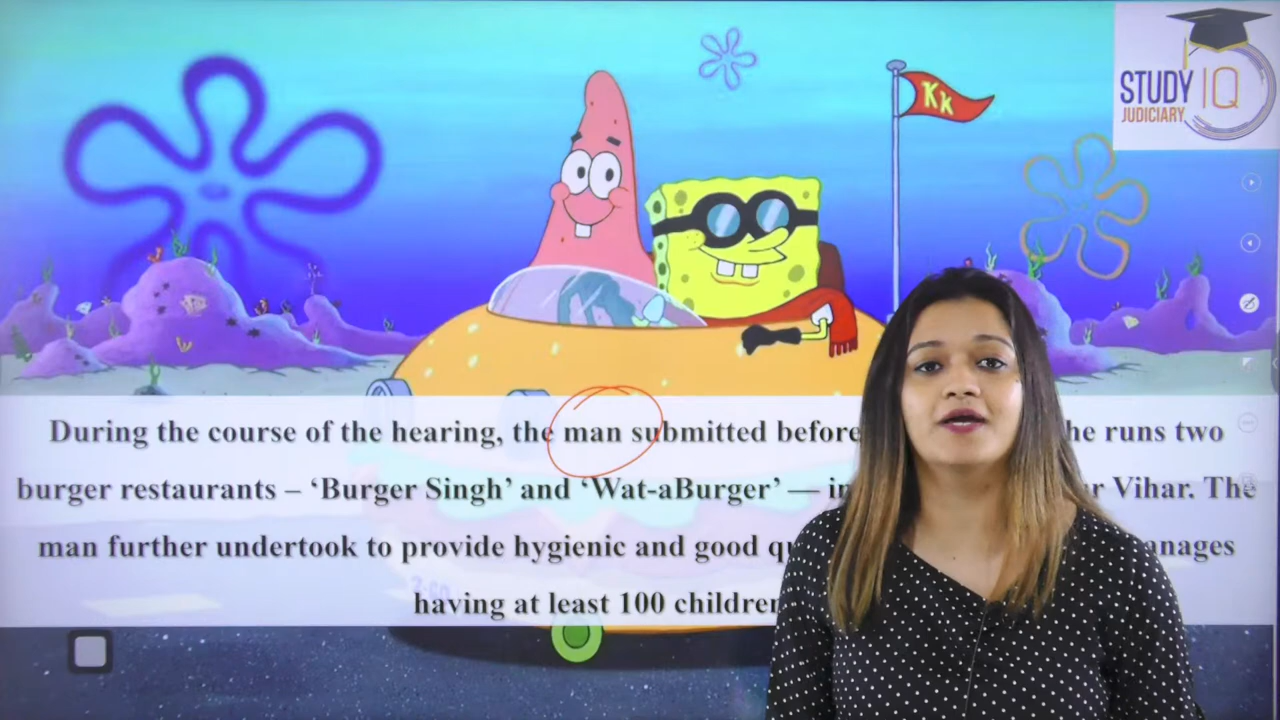 Kk
STUDY IQ
JUDICIARY
During the course of the hearing, the man submitted before he runs two
burger restaurants – ‘Burger Singh’ and ‘Wat-aBurger’ — in Vihar. The
man further undertook to provide hygienic and good
having at least 100 children